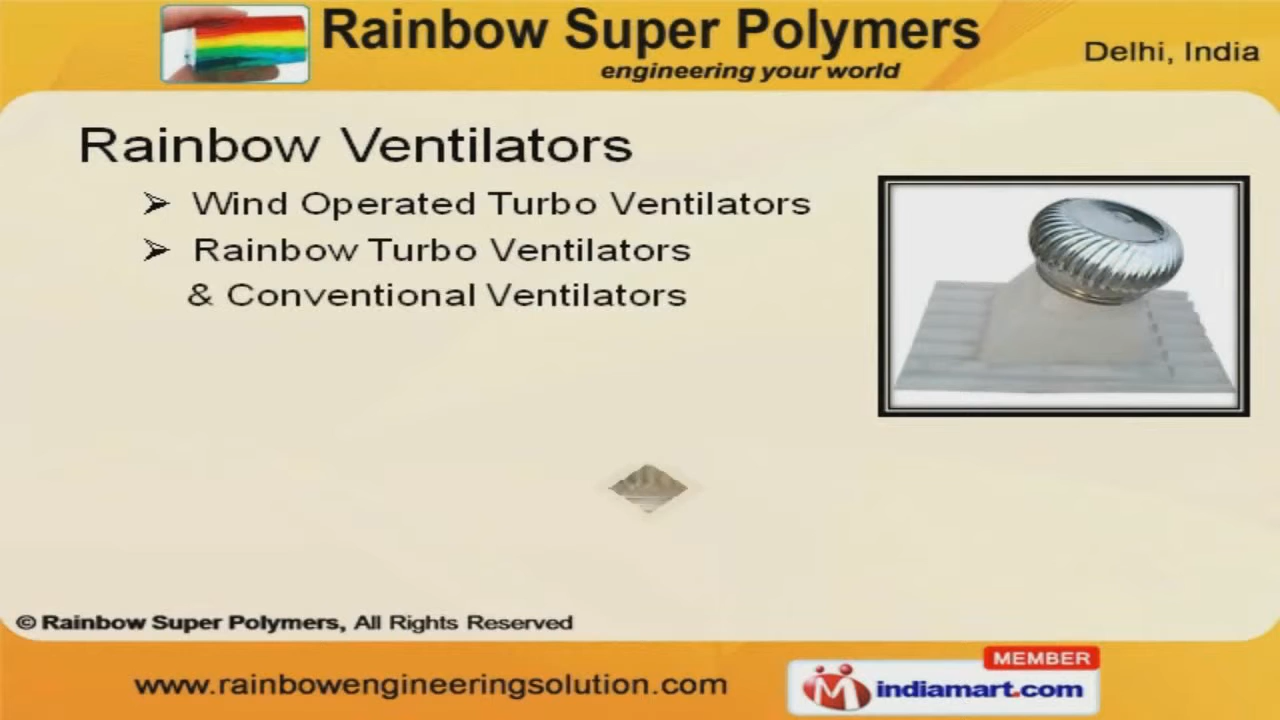 Rainbow Super Polymers
engineering your world
Delhi, India
Rainbow Ventilators
➢ Wind Operated Turbo Ventilators
➢ Rainbow Turbo Ventilators
& Conventional Ventilators
© Rainbow Super Polymers, All Rights Reserved
www.rainbowengineeringsolution.com
MEMBER
indiamart.com